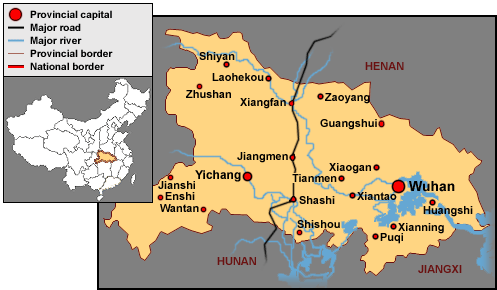 Provincial capital
Major road
Major river
Provincial border
National border
Shiyan
HENAN
Laohekou
Zhushan
Zaoyang
Xiangfan
Guangshui
Jiangmen
Xiaogan
Yichang
Tianmen
Jianshi
Wuhan
Enshi
Xiantao
Shashi
Wantan
Huangshi
Shishou
Xianning
Puqi
HUNAN
JIANGXI